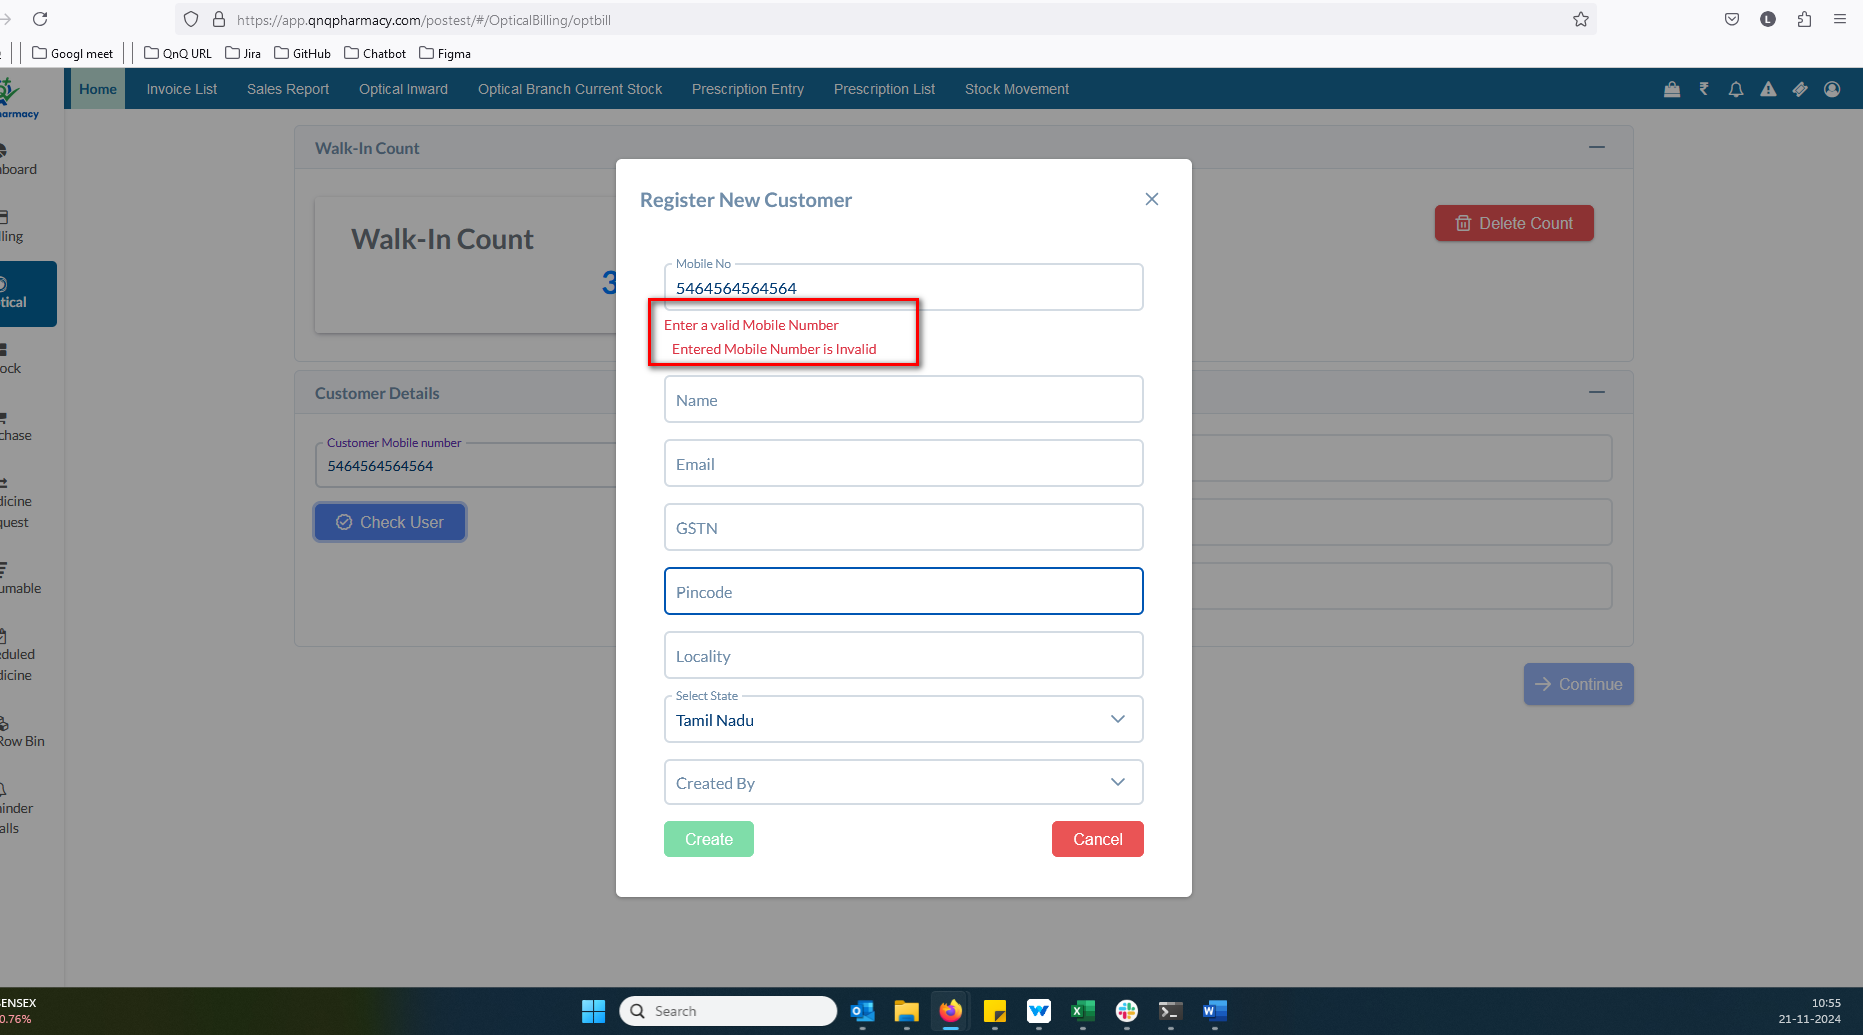 https://app.qnqpharmacy.com/postest/#/OpticalBilling/optbill
L
Googl meet
QnQ URL
Jira
GitHub
Chatbot
Figma
Home
Invoice List
Sales Report
Optical Inward
Optical Branch Current Stock
Prescription Entry
Prescription List
Stock Movement
₹
armacy
board
lling
tical
ock
chase
dicine
quest
umable
duled
dicine
Row Bin
inder
alls
Walk-In Count
Walk-In Count
3
Delete Count
Customer Details
Customer Mobile number
5464564564564
Check User
Continue
Register New Customer
Mobile No
5464564564564
Enter a valid Mobile Number
Entered Mobile Number is Invalid
Name
Email
GSTN
Pincode
Locality
Select State
Tamil Nadu
Created By
Create
Cancel
ENSEX
0.76%
Search
10:55
21-11-2024